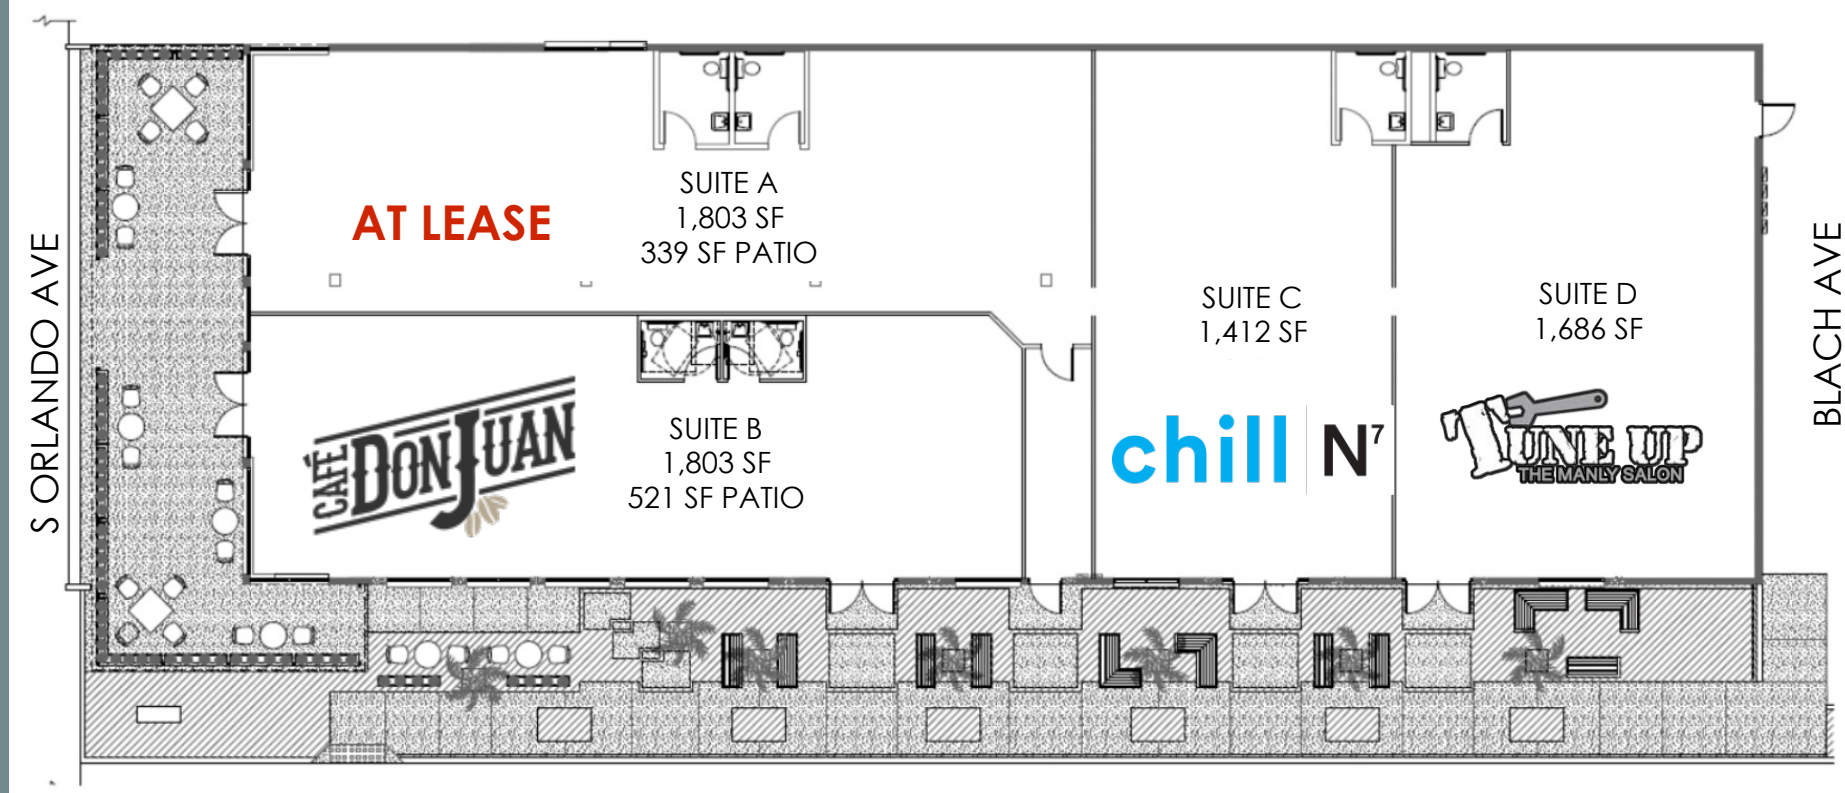 S ORLANDO AVE
AT LEASE
SUITE A
1,803 SF
339 SF PATIO
CAFÉ
DON JUAN
SUITE B
1,803 SF
521 SF PATIO
SUITE C
1,412 SF
chill N⁷
SUITE D
1,686 SF
TUNE UP
THE MANLY SALON
BLACH AVE